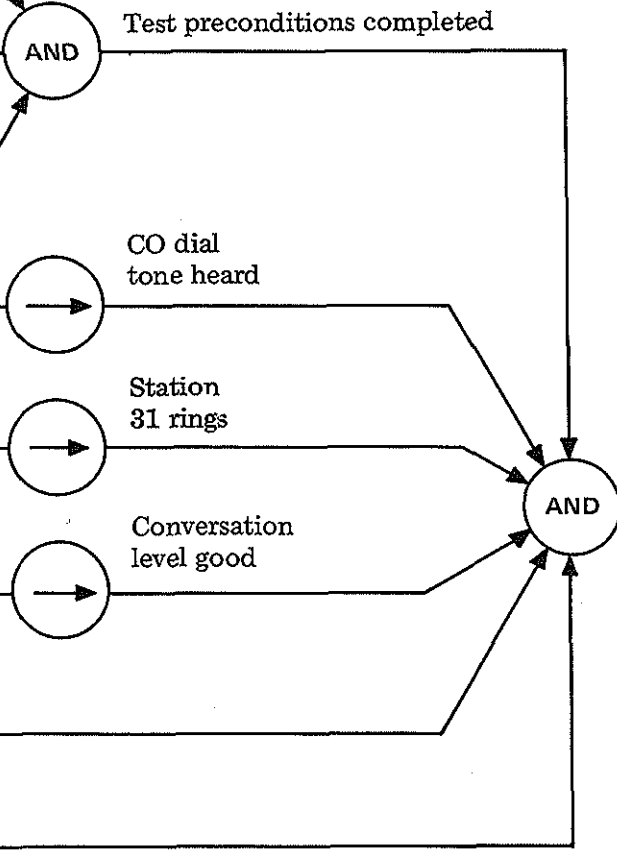 Test preconditions completed
AND
CO dial
tone heard
Station
31 rings
AND
Conversation
level good